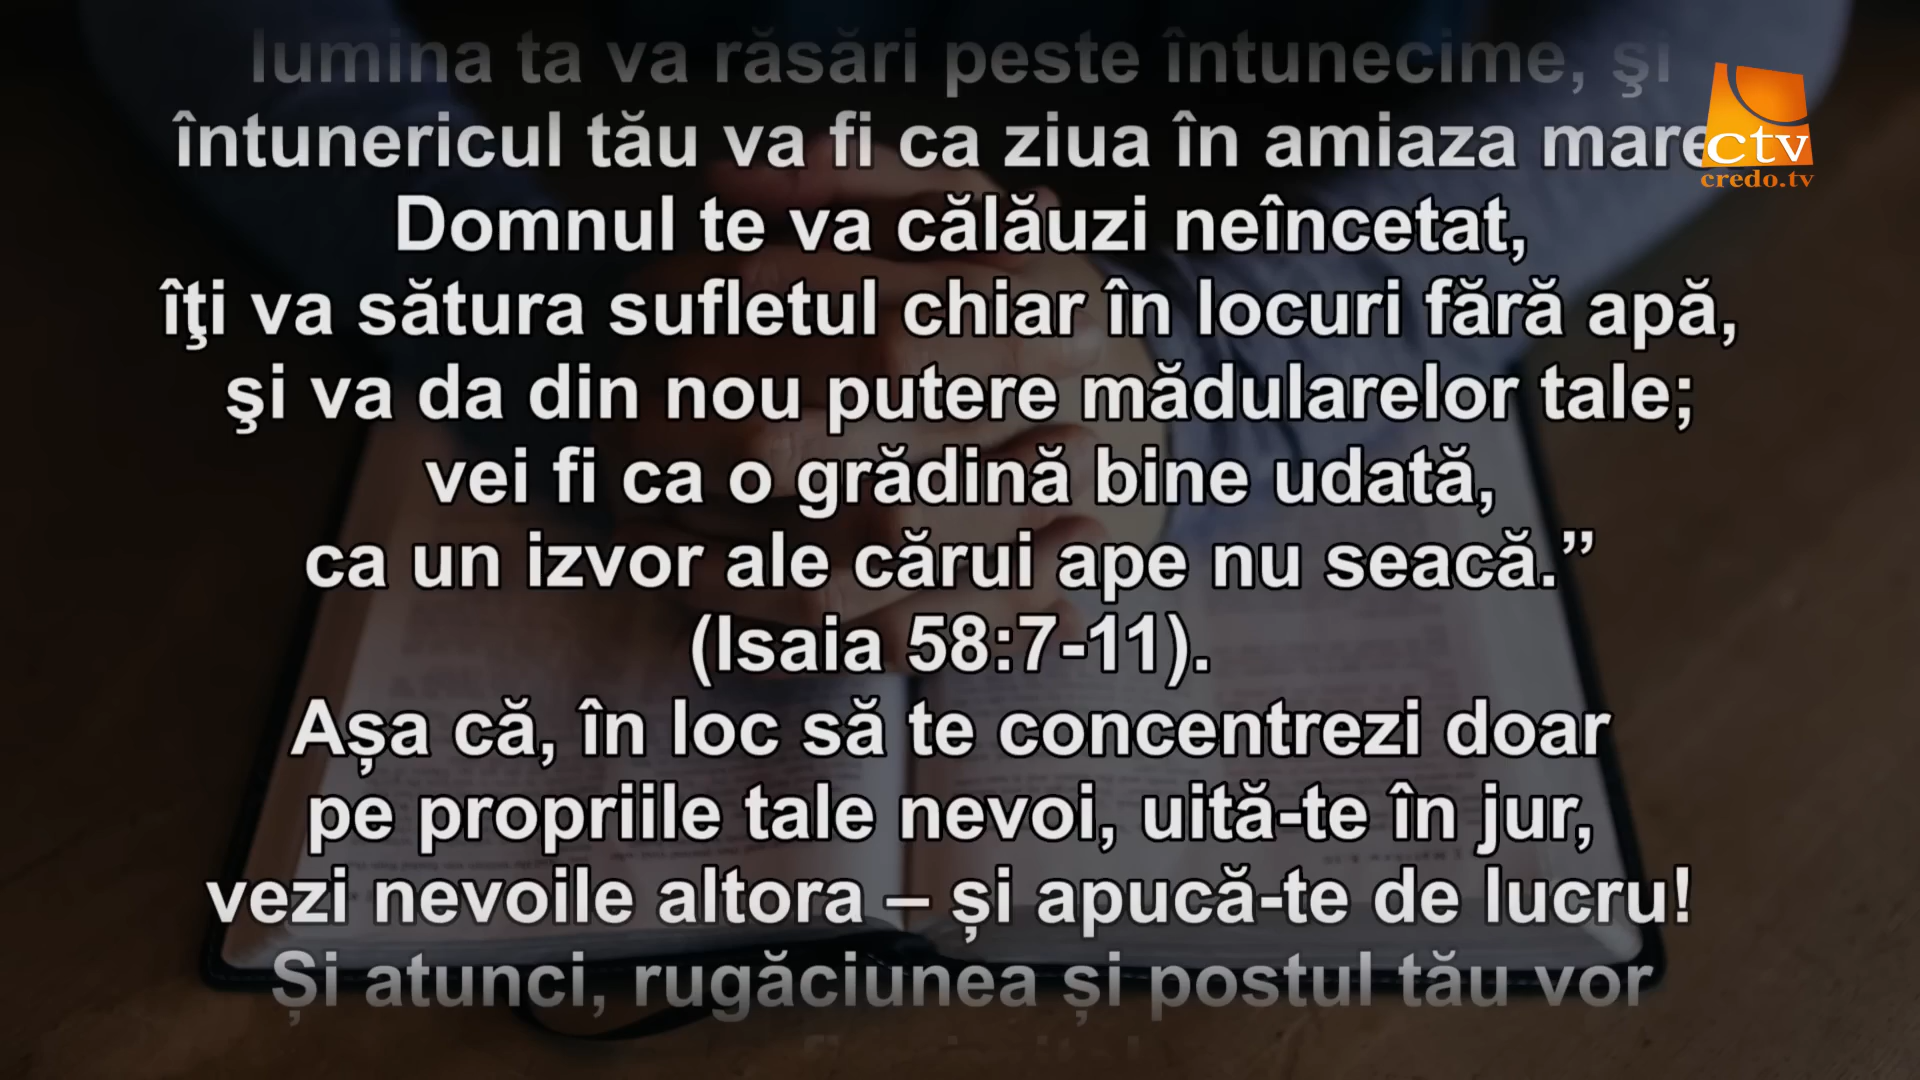 lumina ta va răsări peste întunecime, şi
întunericul tău va fi ca ziua în amiaza mare
Domnul te va călăuzi neîncetat,
îţi va sătura sufletul chiar în locuri fără apă,
şi va da din nou putere mădularelor tale;
vei fi ca o grădină bine udată,
ca un izvor ale cărui ape nu seacă.”
(Isaia 58:7-11).
Așa că, în loc să te concentrezi doar
pe propriile tale nevoi, uită-te în jur,
vezi nevoile altora – și apucă-te de lucru!
Și atunci, rugăciunea și postul tău vor
ctv
credo.tv